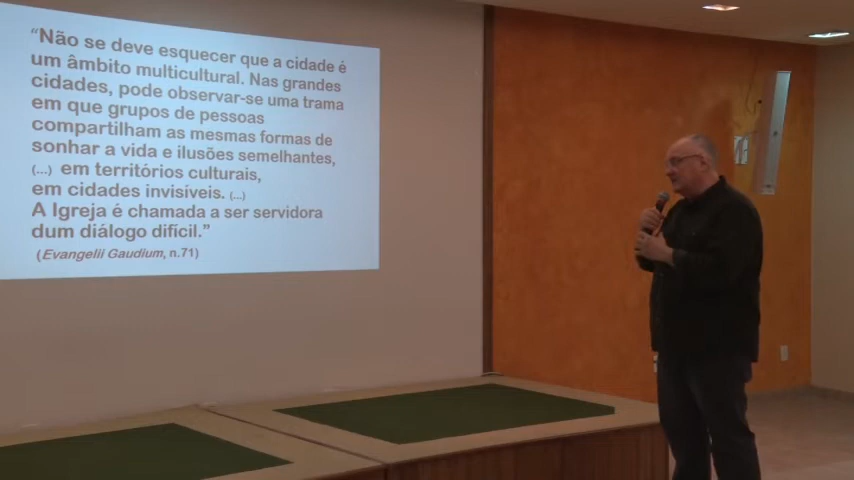 “Não se deve esquecer que a cidade é
um âmbito multicultural. Nas grandes
cidades, pode observar-se uma trama
em que grupos de pessoas
compartilham as mesmas formas de
sonhar a vida e ilusões semelhantes,
(...) em territórios culturais,
em cidades invisíveis. (...)
A Igreja é chamada a ser servidora
dum diálogo difícil.”
(Evangelii Gaudium, n.71)